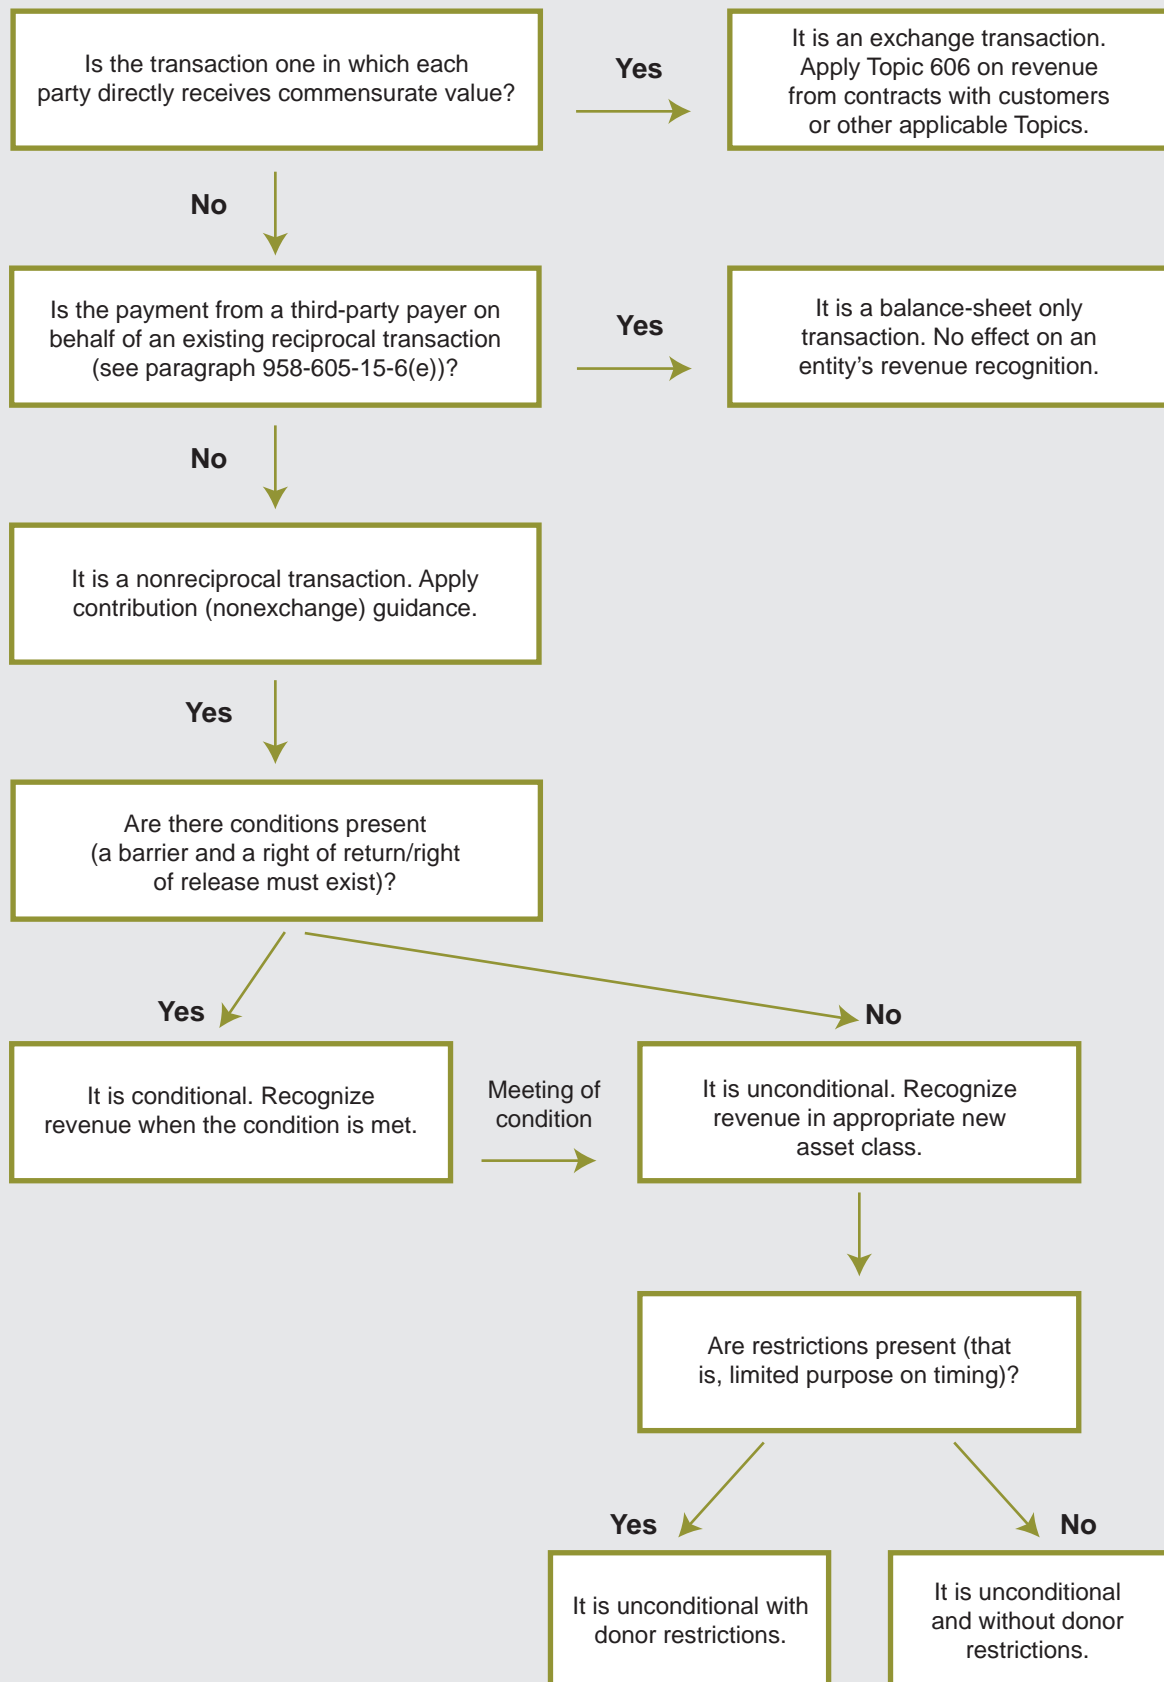 Is the transaction one in which each
party directly receives commensurate value?
Yes
It is an exchange transaction.
Apply Topic 606 on revenue
from contracts with customers
or other applicable Topics.
No
Is the payment from a third-party payer on
behalf of an existing reciprocal transaction
(see paragraph 958-605-15-6(e))?
Yes
It is a balance-sheet only
transaction. No effect on an
entity's revenue recognition.
No
It is a nonreciprocal transaction. Apply
contribution (nonexchange) guidance.
Yes
Are there conditions present
(a barrier and a right of return/right
of release must exist)?
Yes
No
It is conditional. Recognize
revenue when the condition is met.
Meeting of
condition
It is unconditional. Recognize
revenue in appropriate new
asset class.
Are restrictions present (that
is, limited purpose on timing)?
Yes
No
It is unconditional with
donor restrictions.
It is unconditional
and without donor
restrictions.